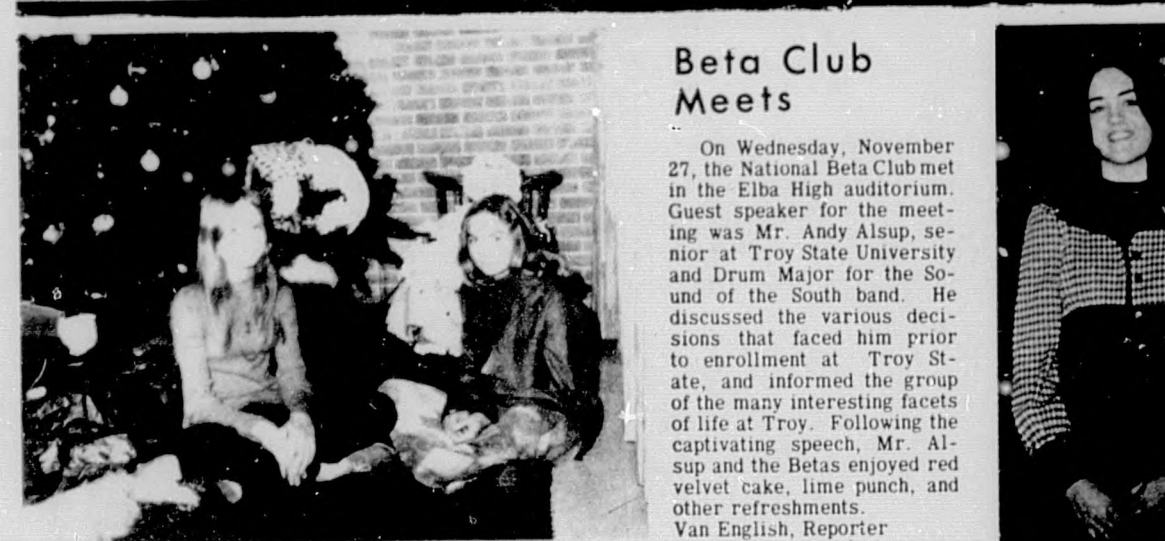 Beta Club
Meets
On Wednesday, November
27, the National Beta Club met
in the Elba High auditorium.
Guest speaker for the meet-
ing was Mr. Andy Alsup, se-
nior at Troy State University
and Drum Major for the So-
und of the South band. He
discussed the various deci-
sions that faced him prior
to enrollment at Troy St-
ate, and informed the group
of the many interesting facets
of life at Troy. Following the
captivating speech, Mr. Al-
sup and the Betas enjoyed red
velvet cake, lime punch, and
other refreshments.
Van English, Reporter